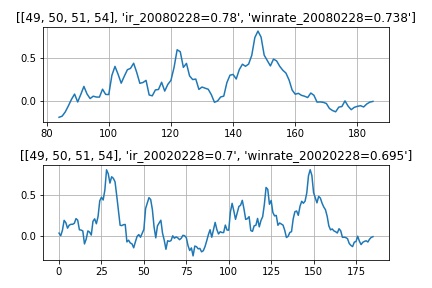 [[49, 50, 51, 54], 'ir_20080228=0.78', 'winrate_20080228=0.738']
0.5
0.0
80 100 120 140 160 180
[[49, 50, 51, 54], 'ir_20020228=0.7', 'winrate_20020228=0.695']
0.5
0.0
0 25 50 75 100 125 150 175